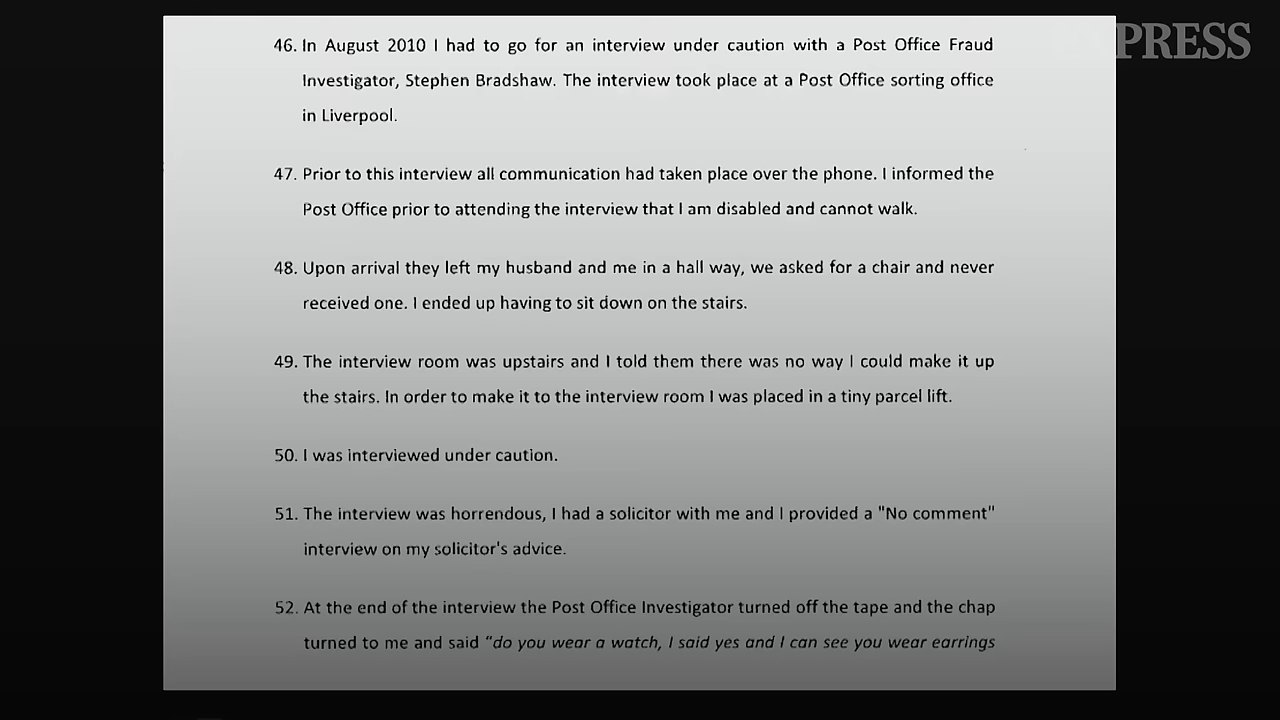 PRESS
46. In August 2010 I had to go for an interview under caution with a Post Office Fraud
Investigator, Stephen Bradshaw. The interview took place at a Post Office sorting office
in Liverpool.
47. Prior to this interview all communication had taken place over the phone. I informed the
Post Office prior to attending the interview that I am disabled and cannot walk.
48. Upon arrival they left my husband and me in a hall way, we asked for a chair and never
received one. I ended up having to sit down on the stairs.
49. The interview room was upstairs and I told them there was no way I could make it up
the stairs. In order to make it to the interview room I was placed in a tiny parcel lift.
50. I was interviewed under caution.
51. The interview was horrendous, I had a solicitor with me and I provided a "No comment"
interview on my solicitor's advice.
52. At the end of the interview the Post Office Investigator turned off the tape and the chap
turned to me and said "do you wear a watch, I said yes and I can see you wear earrings